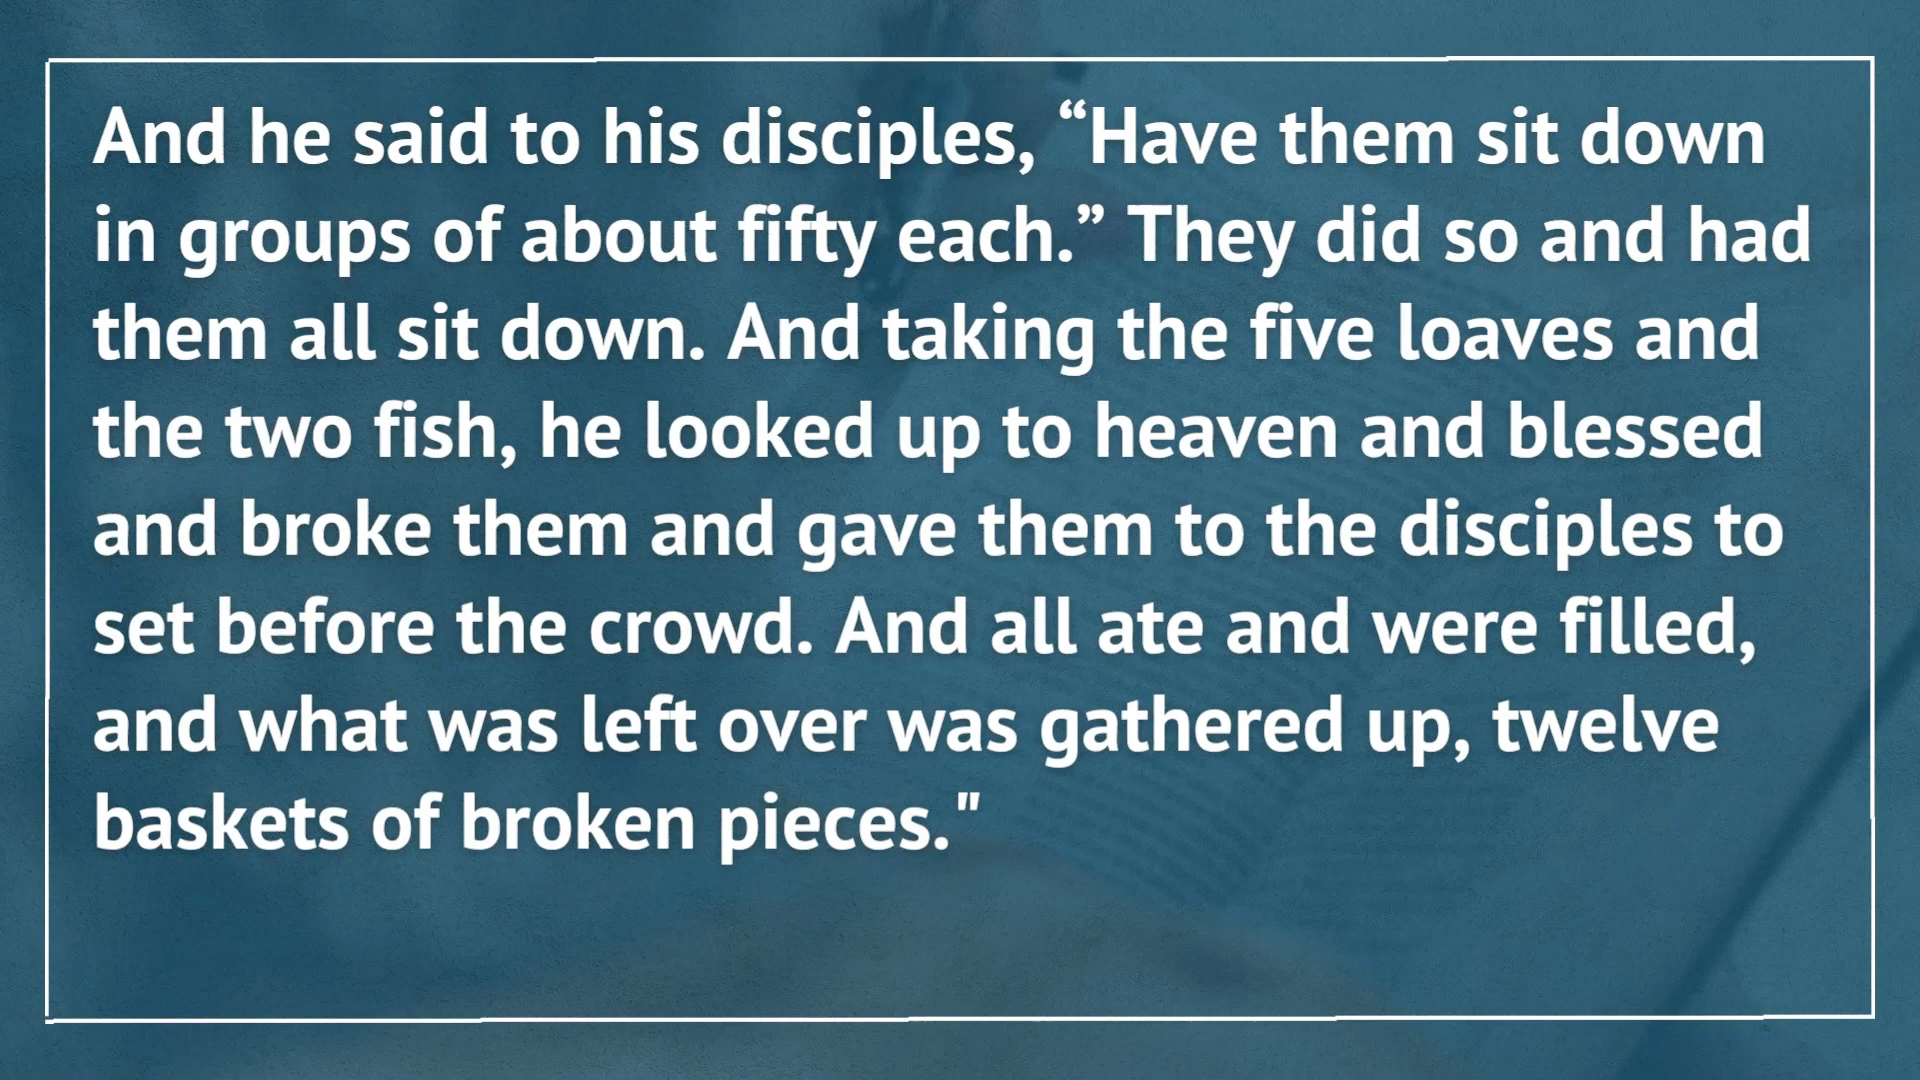 And he said to his disciples, “Have them sit down
in groups of about fifty each.” They did so and had
them all sit down. And taking the five loaves and
the two fish, he looked up to heaven and blessed
and broke them and gave them to the disciples to
set before the crowd. And all ate and were filled,
and what was left over was gathered up, twelve
baskets of broken pieces."